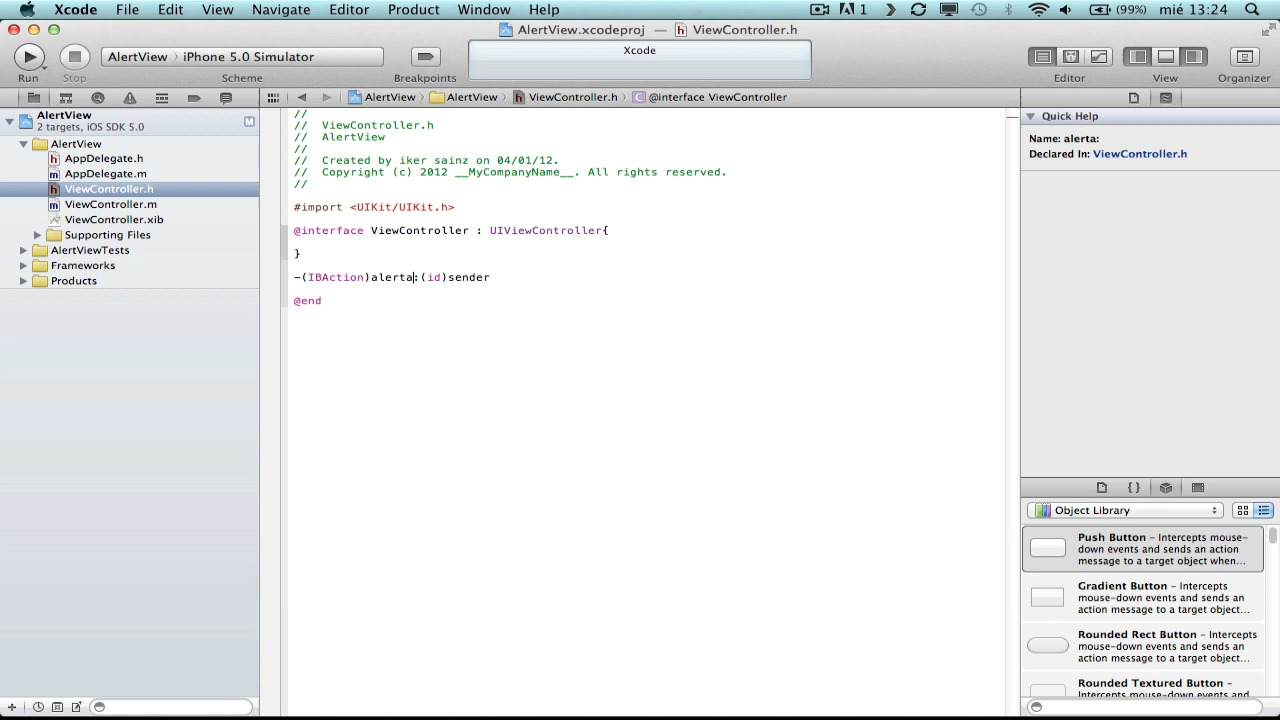 Xcode File Edit View Navigate Editor Product Window Help 1 (99%) mié 13:24
AlertView.xcodeproj — ViewController.h
AlertView iPhone 5.0 Simulator
Xcode
Run Stop Scheme Breakpoints Editor View Organizer
AlertView AlertView ViewController.h @interface ViewController
AlertView
2 targets, iOS SDK 5.0
M
AlertView
AppDelegate.h
AppDelegate.m
ViewController.h
ViewController.m
ViewController.xib
Supporting Files
AlertViewTests
Frameworks
Products
//
// ViewController.h
// AlertView
//
// Created by iker sainz on 04/01/12.
// Copyright (c) 2012 __MyCompanyName__. All rights reserved.
//
#import <UIKit/UIKit.h>
@interface ViewController : UIViewController{
}
-(IBAction)alerta:(id)sender
@end
Quick Help
Name: alerta:
Declared In: ViewController.h
{ }
Object Library
Push Button - Intercepts mouse-
down events and sends an action
message to a target object when...
Gradient Button - Intercepts
mouse-down events and sends an
action message to a target object...
Rounded Rect Button - Intercepts
mouse-down events and sends an
action message to a target object...
Rounded Textured Button -
Intercepts mouse-down events and